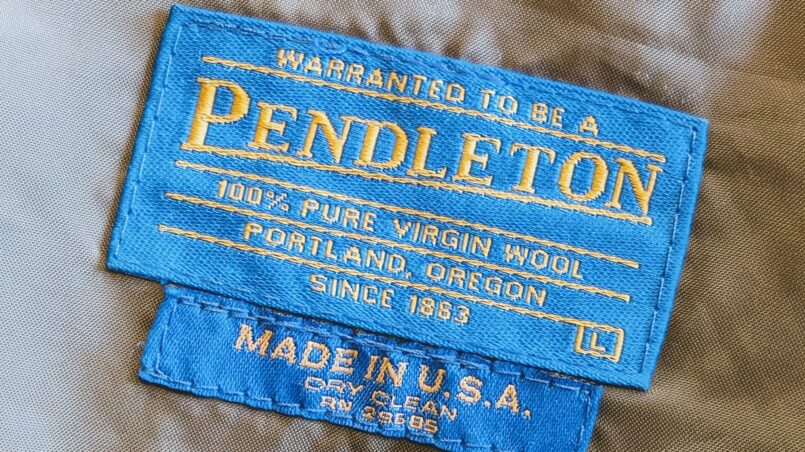 WARRANTED TO BE A
PENDLETON
100% PURE VIRGIN WOOL
PORTLAND, OREGON
SINCE 1863
L
MADE IN U.S.A.
DRY CLEAN
RN 29685